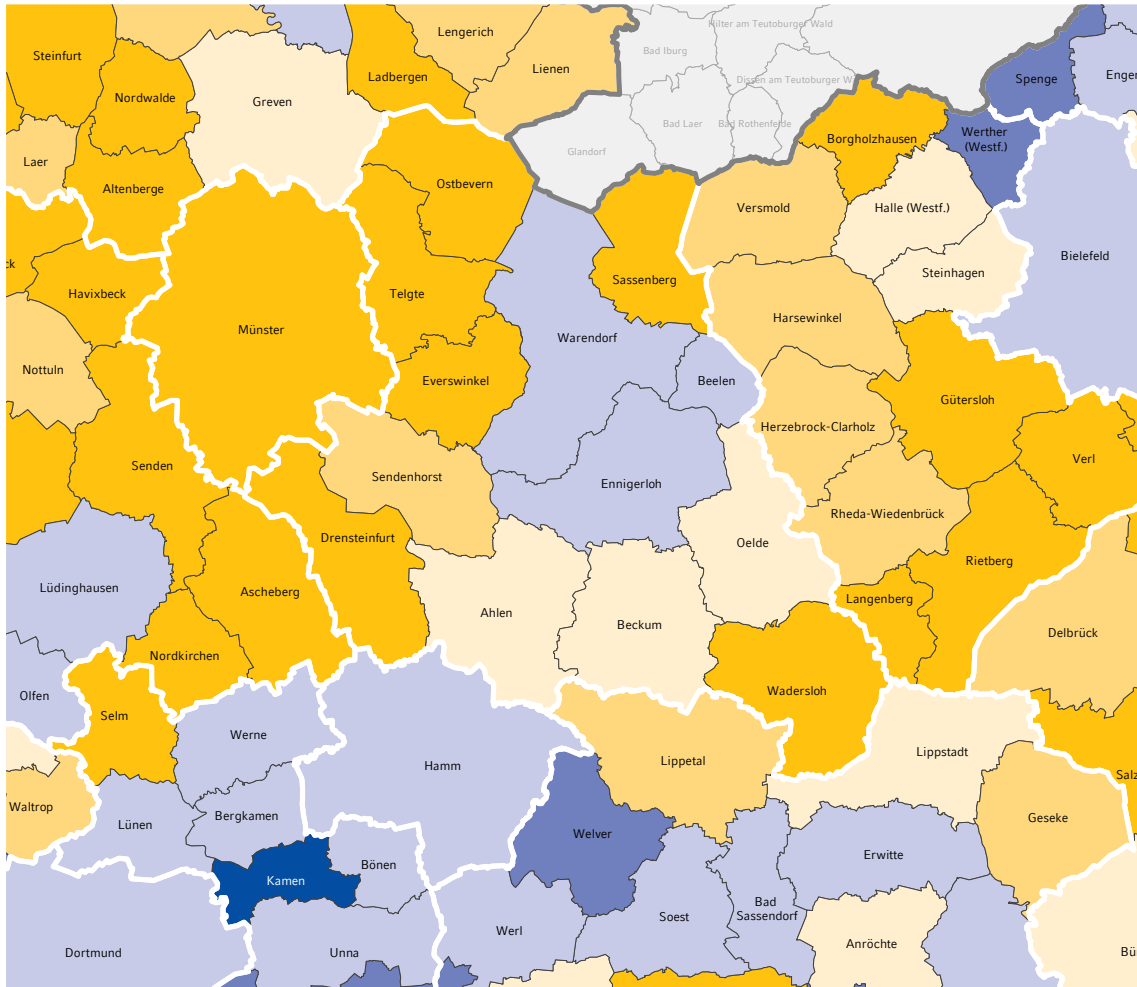 Hilter am Teutoburger Wald
Lengerich
Bad Iburg
Steinfurt
Lienen
Ladbergen
Dissen am Teutoburger Wa
Spenge
Enger
Nordwalde
Greven
Bad Laer
Bad Rothenfelde
Borgholzhausen
Werther
(Westf.)
Glandorf
Laer
Altenberge
Ostbevern
Versmold
Halle (Westf.)
Bielefeld
ck
Havixbeck
Telgte
Sassenberg
Steinhagen
Münster
Warendorf
Harsewinkel
Nottuln
Everswinkel
Beelen
Gütersloh
Herzebrock-Clarholz
Senden
Sendenhorst
Ennigerloh
Verl
Rheda-Wiedenbrück
Drensteinfurt
Oelde
Rietberg
Lüdinghausen
Ascheberg
Langenberg
Ahlen
Beckum
Delbrück
Nordkirchen
Olfen
Wadersloh
Selm
Werne
Lippstadt
Hamm
Lippetal
Salz
Waltrop
Lünen
Bergkamen
Welver
Geseke
Erwitte
Bönen
Kamen
Bad
Sassendorf
Soest
Werl
Anröchte
Dortmund
Unna
Bür